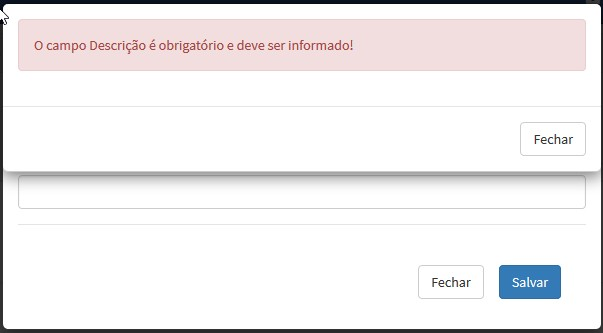 O campo Descrição é obrigatório e deve ser informado!
Fechar
Fechar Salvar